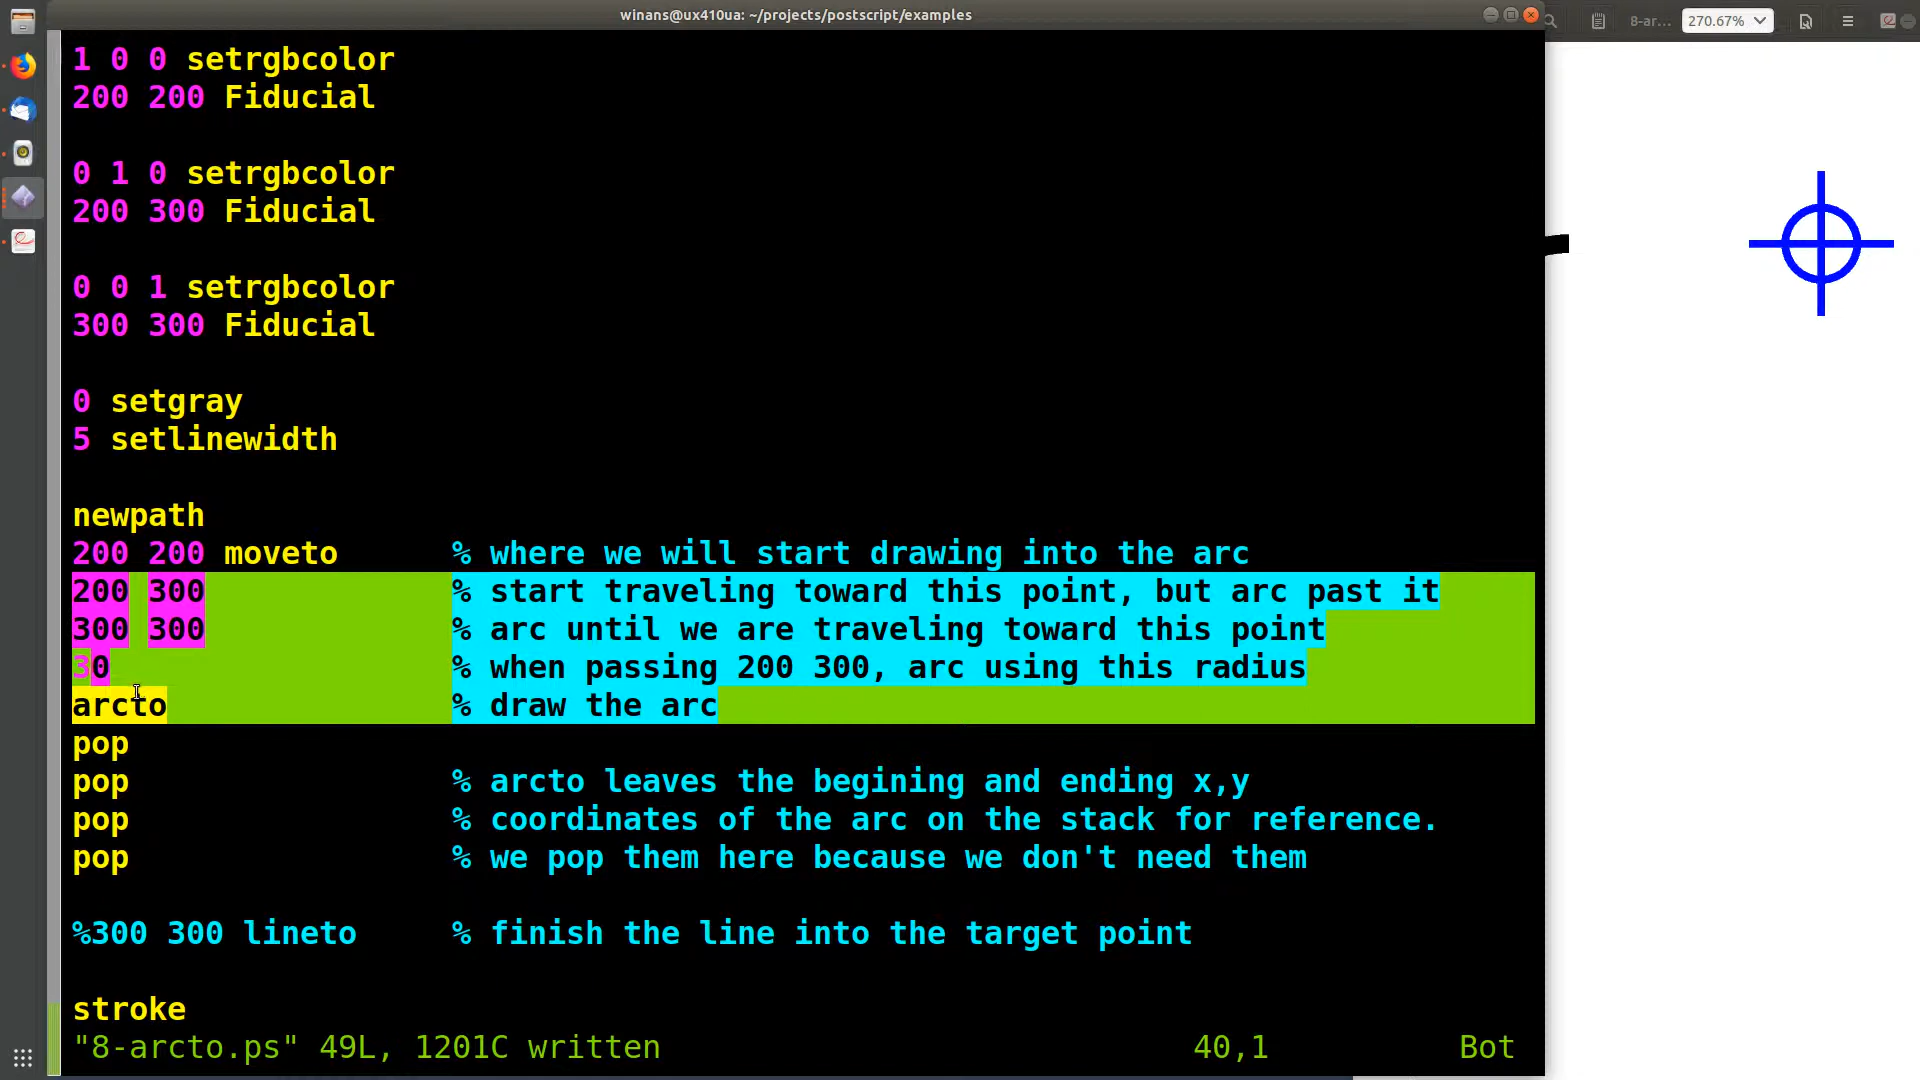 winans@ux410ua: ~/projects/postscript/examples
8-ar... 270.67%
1 0 0 setrgbcolor
200 200 Fiducial
0 1 0 setrgbcolor
200 300 Fiducial
0 0 1 setrgbcolor
300 300 Fiducial
0 setgray
5 setlinewidth
newpath
200 200 moveto % where we will start drawing into the arc
200 300 % start traveling toward this point, but arc past it
300 300 % arc until we are traveling toward this point
30 % when passing 200 300, arc using this radius
arcto % draw the arc
pop
pop % arcto leaves the begining and ending x,y
pop % coordinates of the arc on the stack for reference.
pop % we pop them here because we don't need them
%300 300 lineto % finish the line into the target point
stroke
"8-arcto.ps" 49L, 1201C written 40,1 Bot